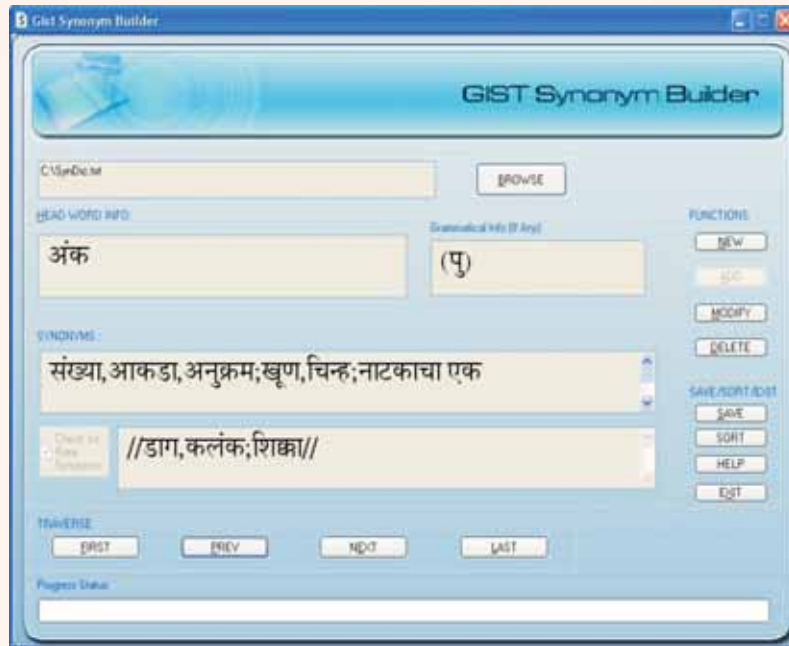 Gist Synonym Builder
GIST Synonym Builder
C:\SynDic.txt
BROWSE
HEAD WORD INFO:
Grammatical Info (If Any)
FUNCTIONS
अंक
(पु)
NEW
ADD
MODIFY
SYNONYMS:
DELETE
संख्या,आकडा,अनुक्रम;खूण,चिन्ह;नाटकाचा एक
SAVE/SORT/EXIT
SAVE
//डाग,कलंक;शिक्का//
SORT
HELP
EXIT
TRAVERSE
FIRST
PREV
NEXT
LAST
Progress Status